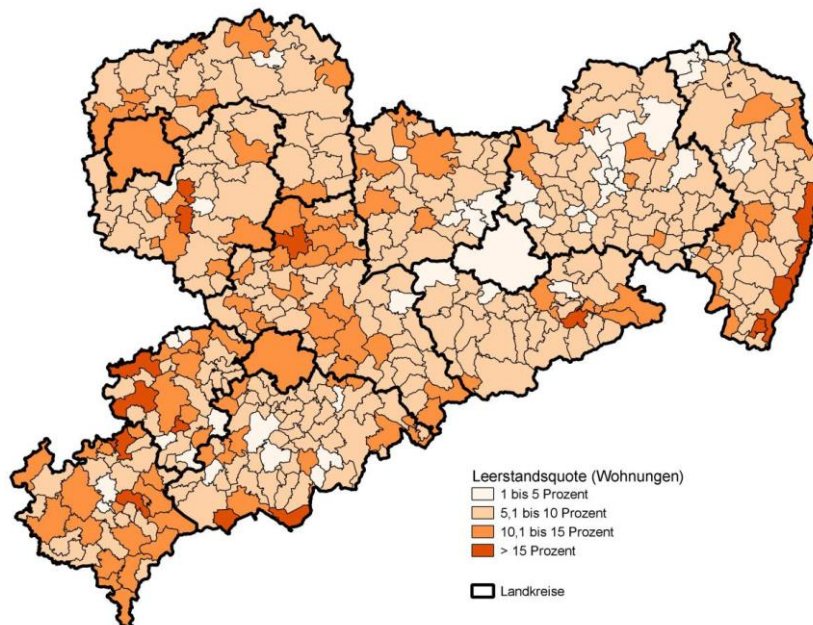 Leerstandsquote (Wohnungen)
1 bis 5 Prozent
5,1 bis 10 Prozent
10,1 bis 15 Prozent
> 15 Prozent
Landkreise